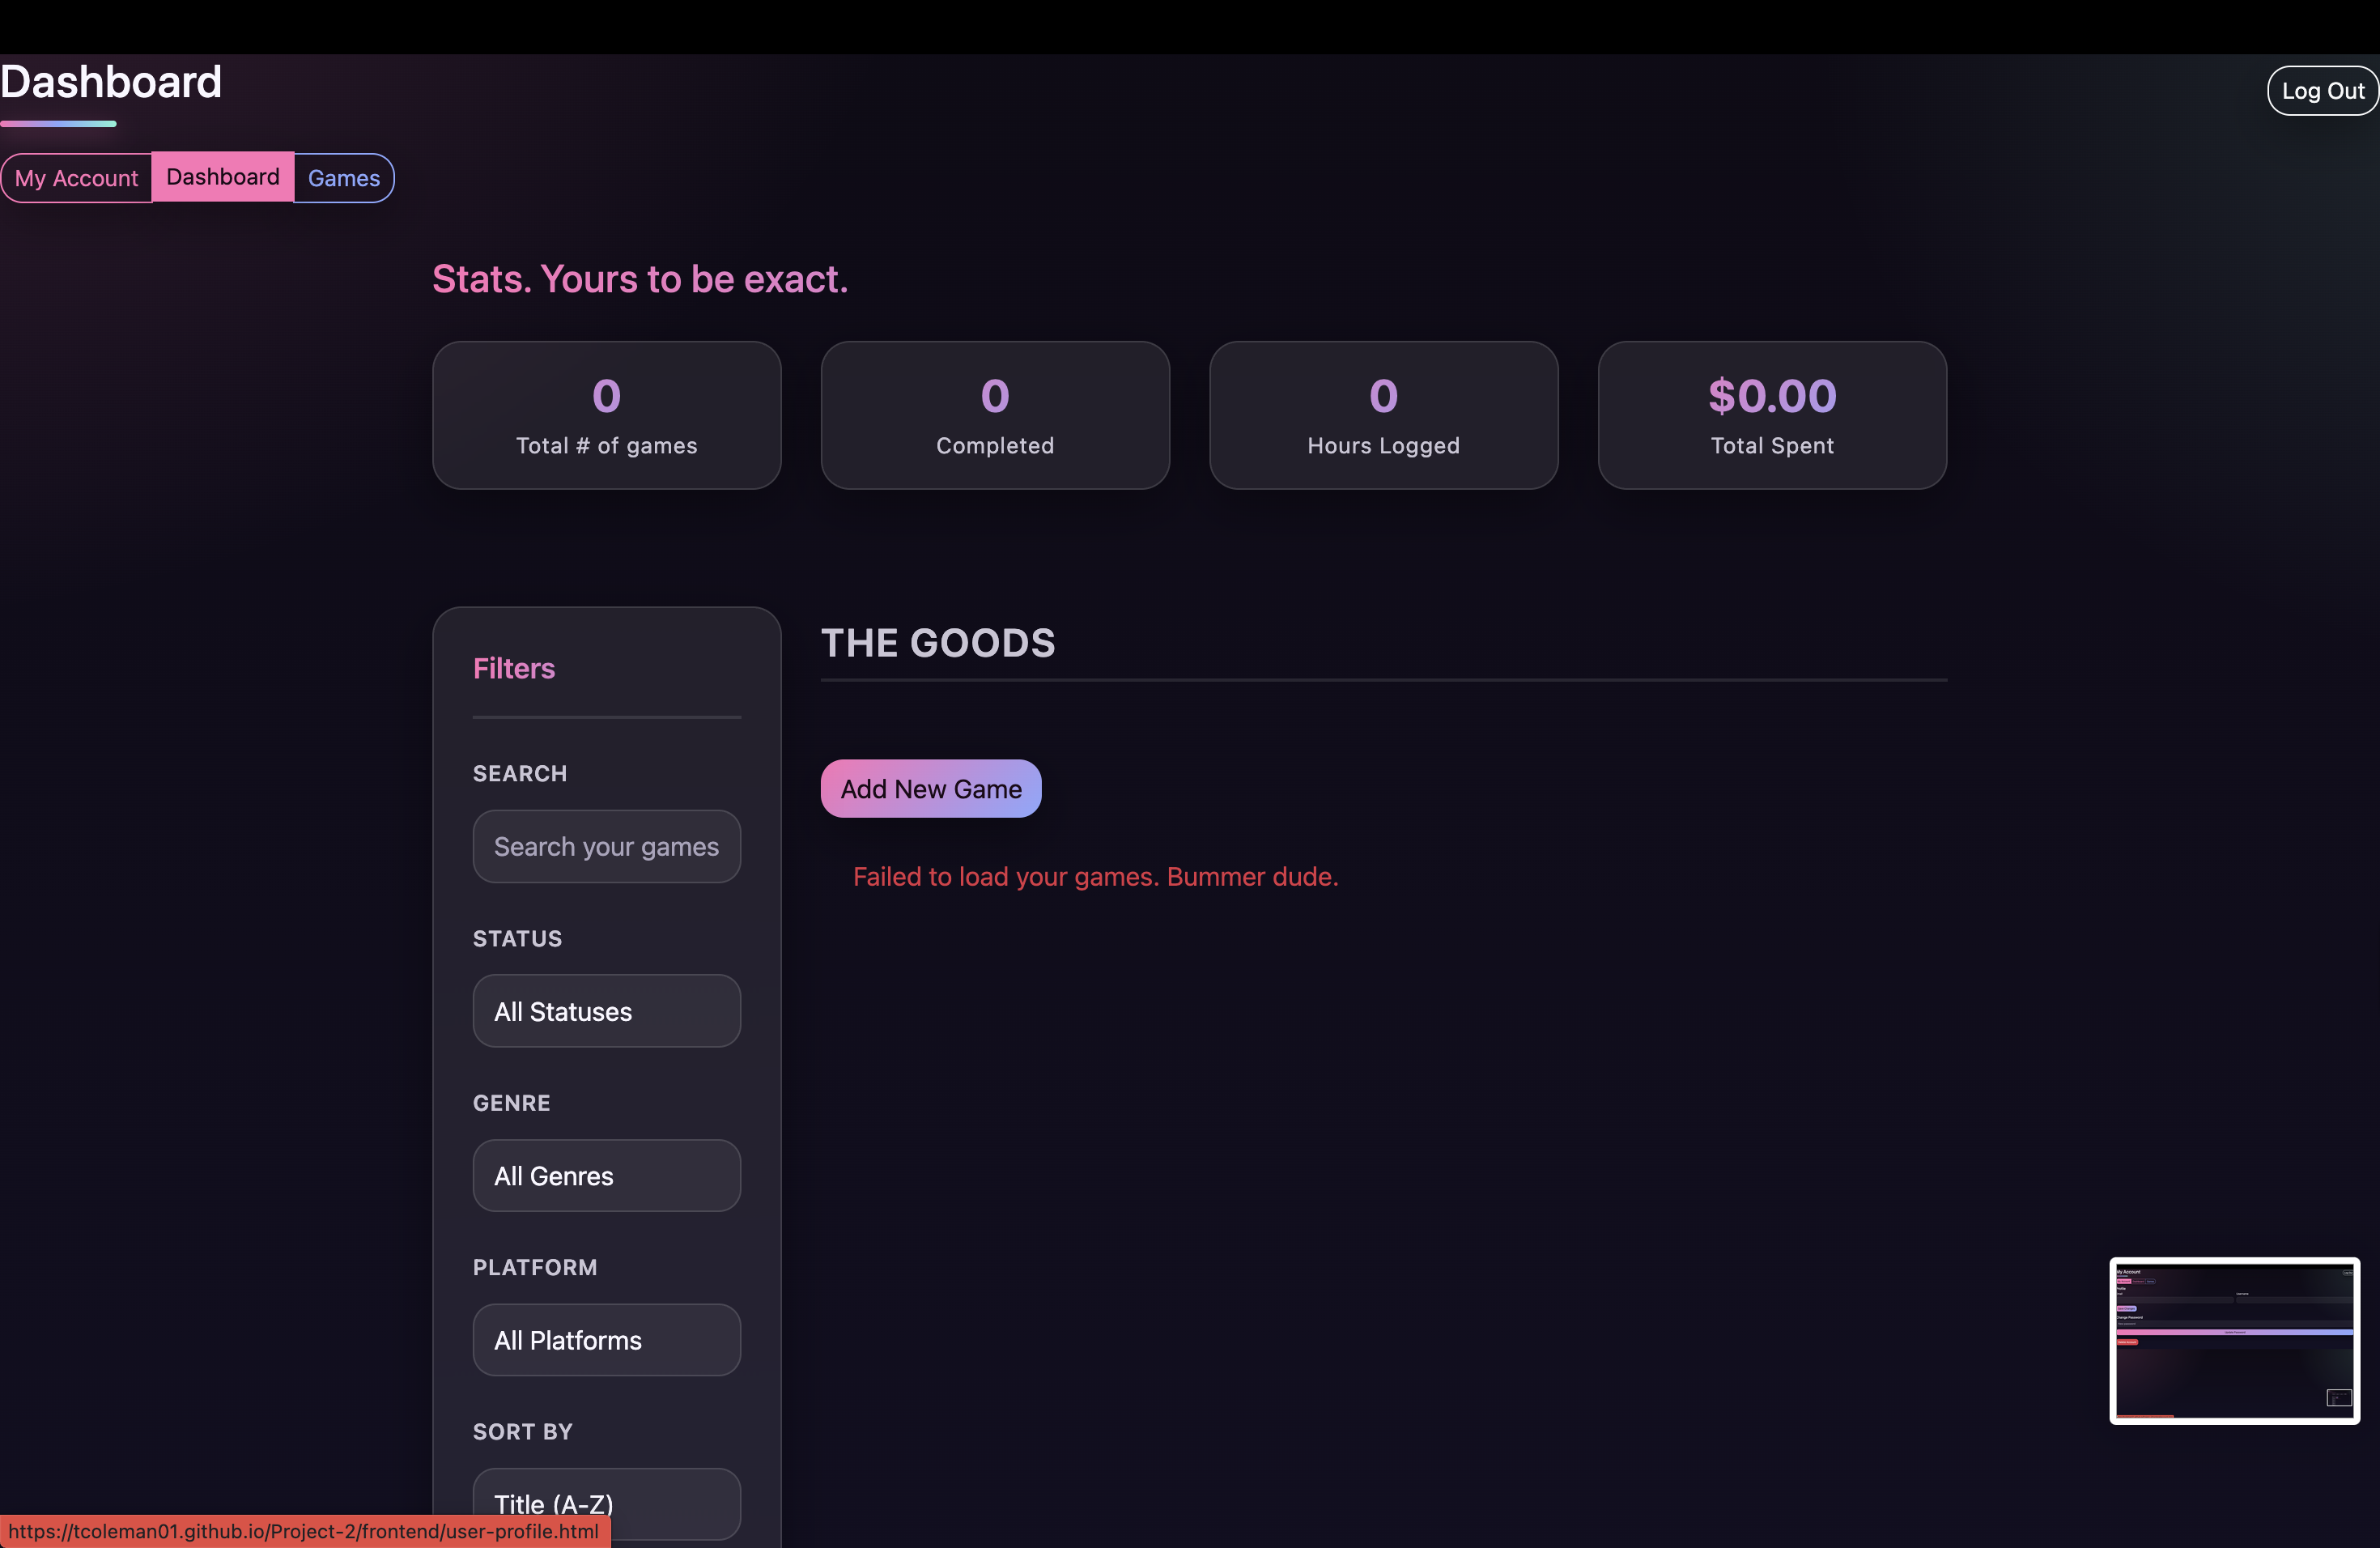 Dashboard
Log Out
My Account
Dashboard
Games
Stats. Yours to be exact.
0
Total # of games
0
Completed
0
Hours Logged
$0.00
Total Spent
Filters
SEARCH
Search your games
STATUS
All Statuses
GENRE
All Genres
PLATFORM
All Platforms
SORT BY
Title (A-Z)
THE GOODS
Add New Game
Failed to load your games. Bummer dude.
My Account
https://tcoleman01.github.io/Project-2/frontend/user-profile.html